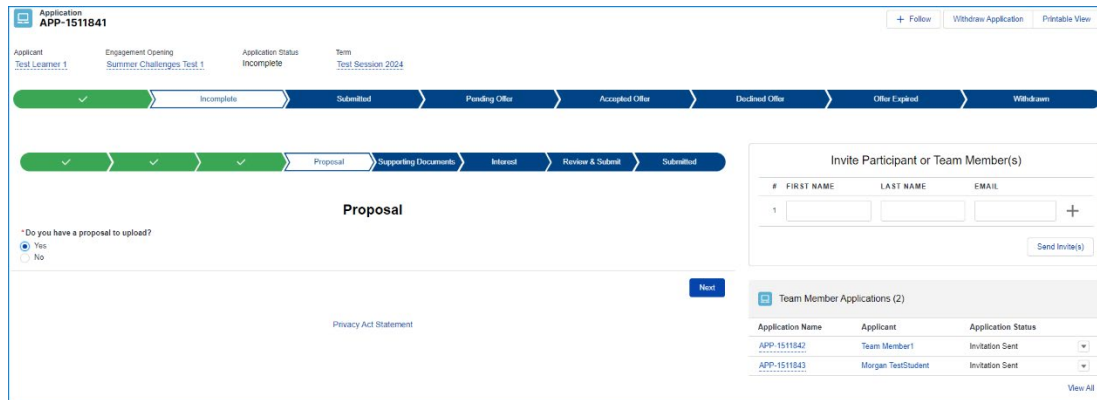 Application
APP-1511841
+ Follow
Withdraw Application
Printable View
Applicant
Engagement Opening
Application Status
Term
Test Learner 1
Summer Challenges Test 1
Incomplete
Test Session 2024
Incomplete
Submitted
Pending Offer
Accepted Offer
Declined Offer
Offer Expired
Withdrawn
Proposal
Supporting Documents
Interest
Review & Submit
Submitted
Proposal
*Do you have a proposal to upload?
Yes
No
Next
Privacy Act Statement
Invite Participant or Team Member(s)
# FIRST NAME LAST NAME EMAIL
1
Send Invite(s)
Team Member Applications (2)
Application Name Applicant Application Status
APP-1511842 Team Member1 Invitation Sent
APP-1511843 Morgan TestStudent Invitation Sent
View All